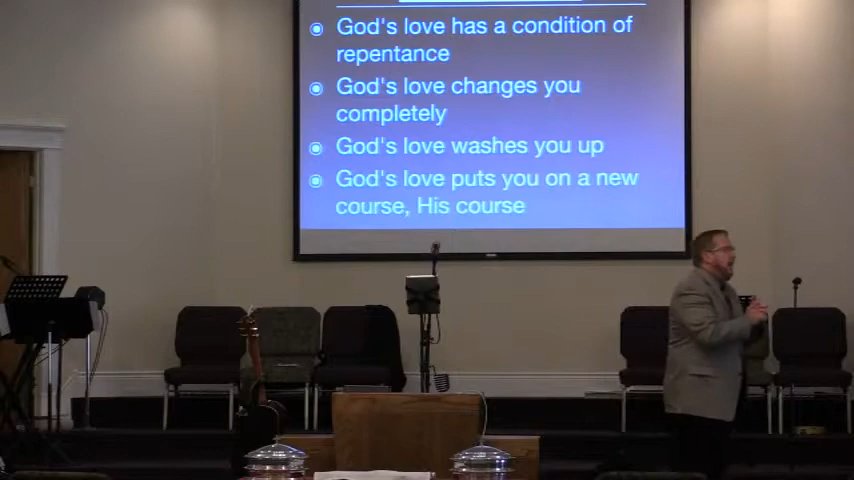 God's love has a condition of
repentance
God's love changes you
completely
God's love washes you up
God's love puts you on a new
course, His course